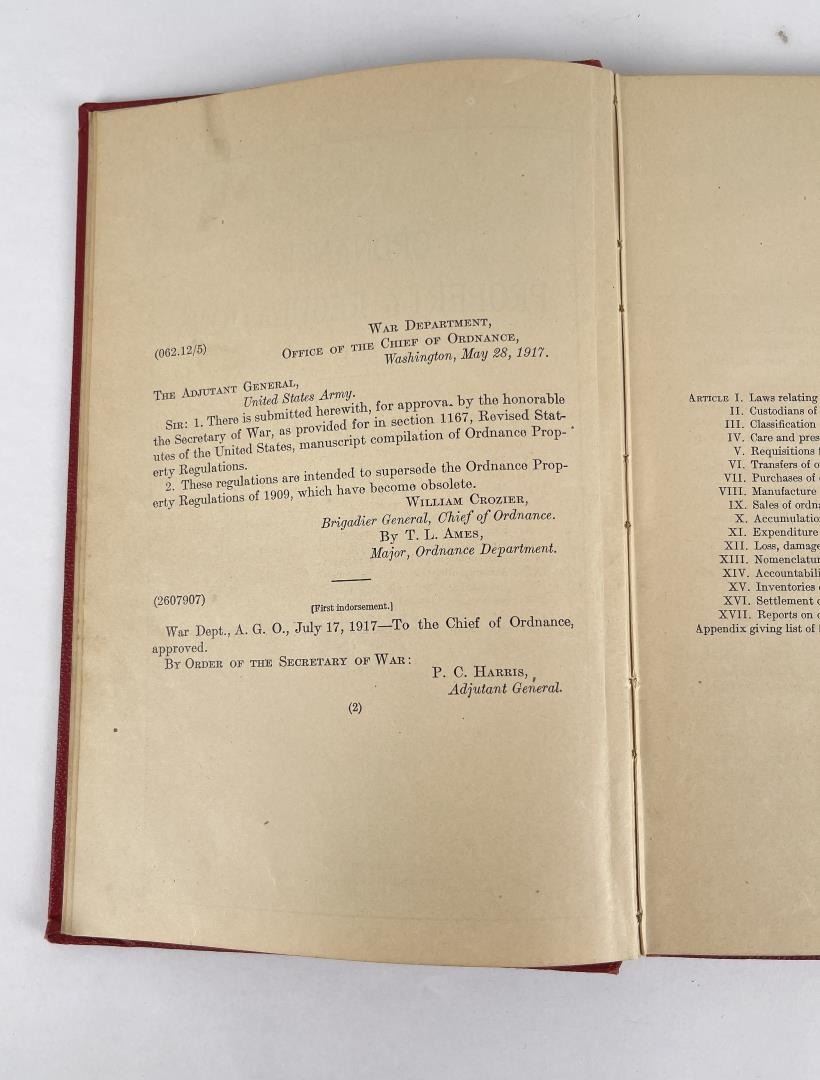 War Department,
(062.12/5) Office of the Chief of Ordnance,
Washington, May 28, 1917.
The Adjutant General,
United States Army.
Sir: 1. There is submitted herewith, for approva. by the honorable
the Secretary of War, as provided for in section 1167, Revised Stat-
utes of the United States, manuscript compilation of Ordnance Prop-
erty Regulations.
2. These regulations are intended to supersede the Ordnance Prop-
erty Regulations of 1909, which have become obsolete.
William Crozier,
Brigadier General, Chief of Ordnance.
By T. L. Ames,
Major, Ordnance Department.
(2607907)
[First indorsement.]
War Dept., A. G. O., July 17, 1917—To the Chief of Ordnance,
approved.
By Order of the Secretary of War:
P. C. Harris,
Adjutant General.
(2)
Article I. Laws relating
II. Custodians of
III. Classification
IV. Care and pres
V. Requisitions
VI. Transfers of
VII. Purchases of
VIII. Manufacture
IX. Sales of ordn
X. Accumulatio
XI. Expenditure
XII. Loss, damag
XIII. Nomenclatur
XIV. Accountabili
XV. Inventories
XVI. Settlement
XVII. Reports on
Appendix giving list of